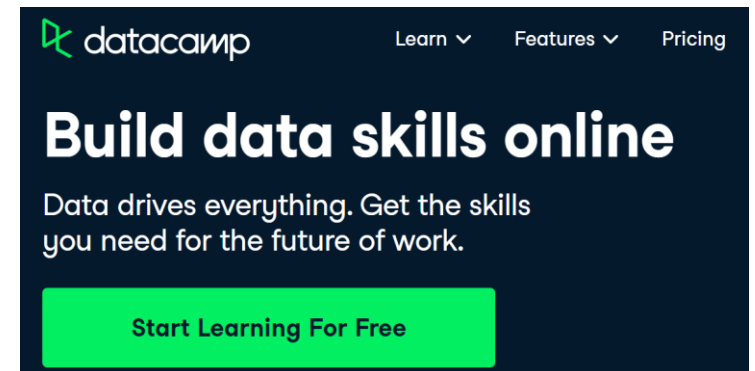 datacamp Learn Features Pricing
Build data skills online
Data drives everything. Get the skills
you need for the future of work.
Start Learning For Free